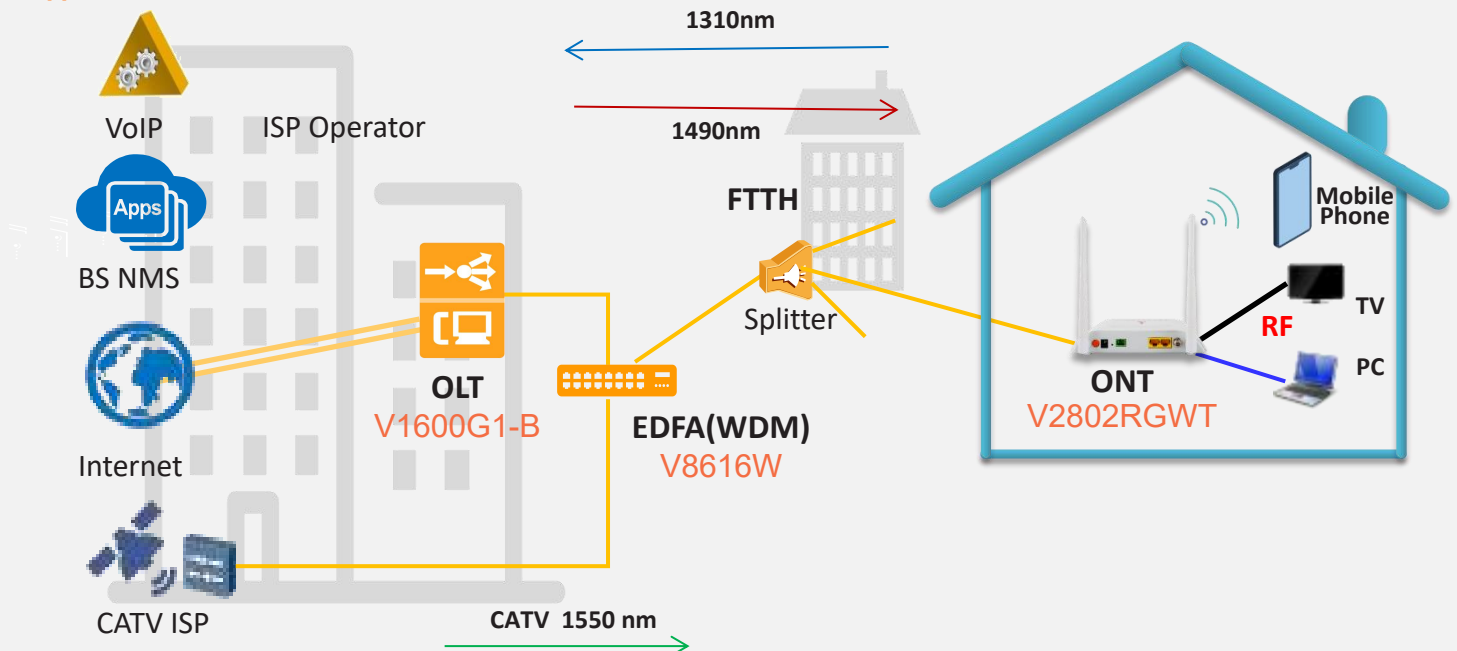 1310nm
1490nm
VoIP
ISP Operator
Apps
BS NMS
FTTH
Mobile
Phone
Splitter
TV
RF
PC
OLT
V1600G1-B
ONT
V2802RGWT
EDFA(WDM)
V8616W
Internet
CATV ISP
CATV 1550 nm